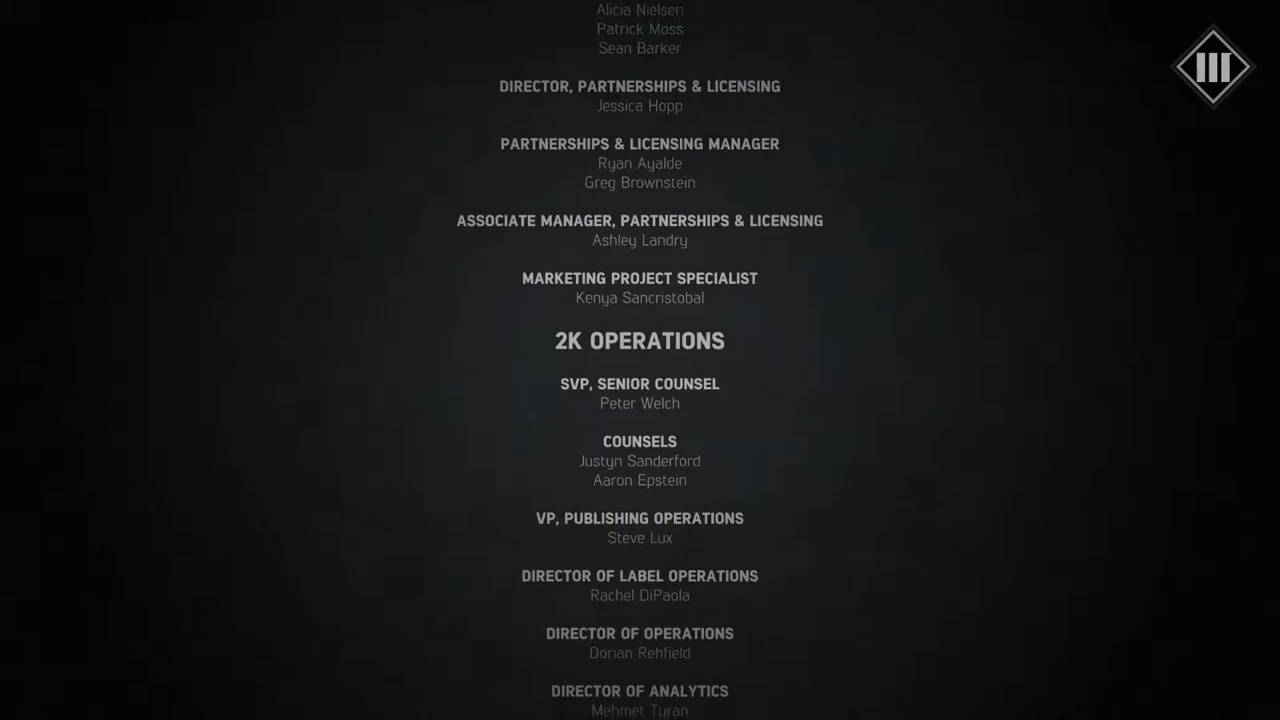 Alicia Nielsen
Patrick Moss
Sean Barker
DIRECTOR, PARTNERSHIPS & LICENSING
Jessica Hopp
PARTNERSHIPS & LICENSING MANAGER
Ryan Ayalde
Greg Brownstein
ASSOCIATE MANAGER, PARTNERSHIPS & LICENSING
Ashley Landry
MARKETING PROJECT SPECIALIST
Kenya Sancristobal
2K OPERATIONS
SVP, SENIOR COUNSEL
Peter Welch
COUNSELS
Justyn Sanderford
Aaron Epstein
VP, PUBLISHING OPERATIONS
Steve Lux
DIRECTOR OF LABEL OPERATIONS
Rachel DiPaola
DIRECTOR OF OPERATIONS
Dorian Rehfield
DIRECTOR OF ANALYTICS
Mehmet Turan
III